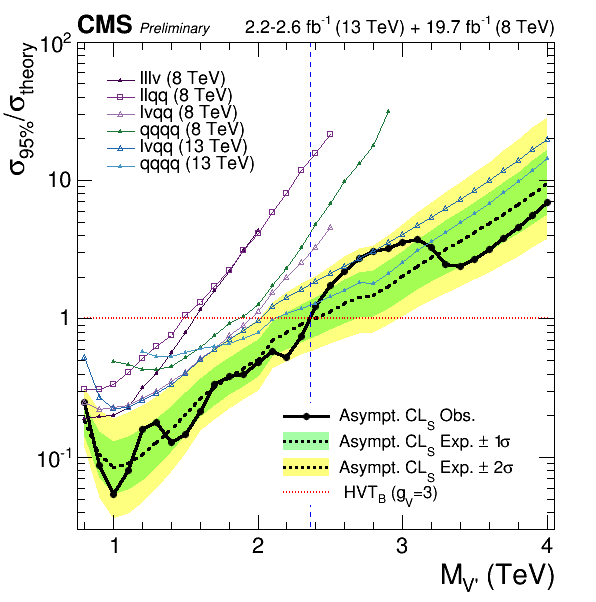 CMS Preliminary 2.2-2.6 fb⁻¹ (13 TeV) + 19.7 fb⁻¹ (8 TeV)
σ95%/σtheory
10²
10
1
10⁻¹
lllν (8 TeV)
llqq (8 TeV)
lvqq (8 TeV)
qqqq (8 TeV)
lvqq (13 TeV)
qqqq (13 TeV)
Asympt. CLS Obs.
Asympt. CLS Exp. ± 1σ
Asympt. CLS Exp. ± 2σ
HVTB (gV=3)
1 2 3 4
MV' (TeV)